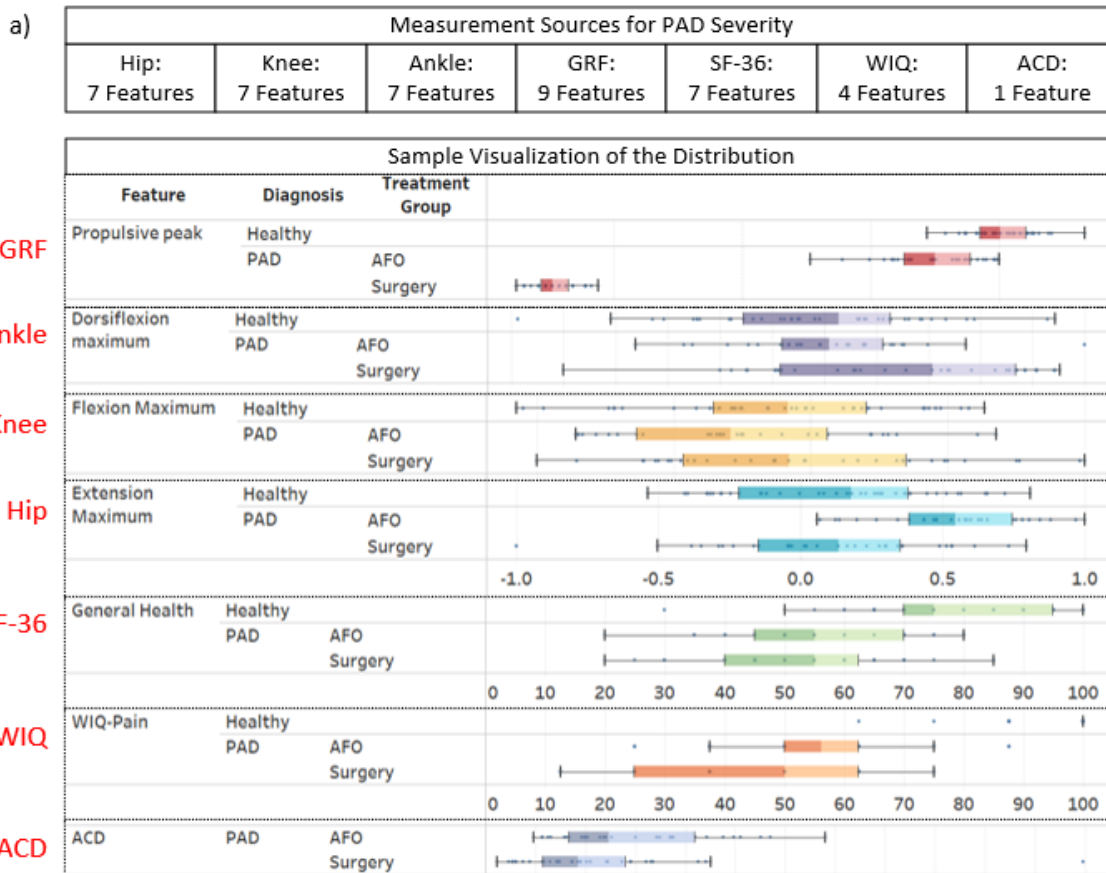 a)
Measurement Sources for PAD Severity
Hip: Knee: Ankle: GRF: SF-36: WIQ: ACD:
7 Features 7 Features 7 Features 9 Features 7 Features 4 Features 1 Feature
Sample Visualization of the Distribution
Feature Diagnosis Treatment Group
GRF
Propulsive peak Healthy
PAD AFO
Surgery
nkle
Dorsiflexion maximum Healthy
PAD AFO
Surgery
nee
Flexion Maximum Healthy
PAD AFO
Surgery
Hip
Extension Maximum Healthy
PAD AFO
Surgery
-1.0 -0.5 0.0 0.5 1.0
F-36
General Health Healthy
PAD AFO
Surgery
0 10 20 30 40 50 60 70 80 90 100
WIQ
WIQ-Pain Healthy
PAD AFO
Surgery
0 10 20 30 40 50 60 70 80 90 100
ACD
ACD PAD AFO
Surgery